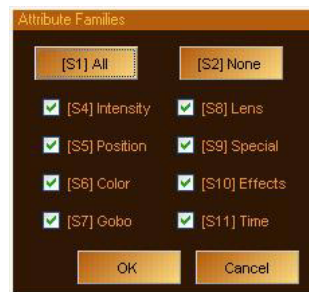 Attribute Families
[S1] All [S2] None
[S4] Intensity [S8] Lens
[S5] Position [S9] Special
[S6] Color [S10] Effects
[S7] Gobo [S11] Time
OK Cancel